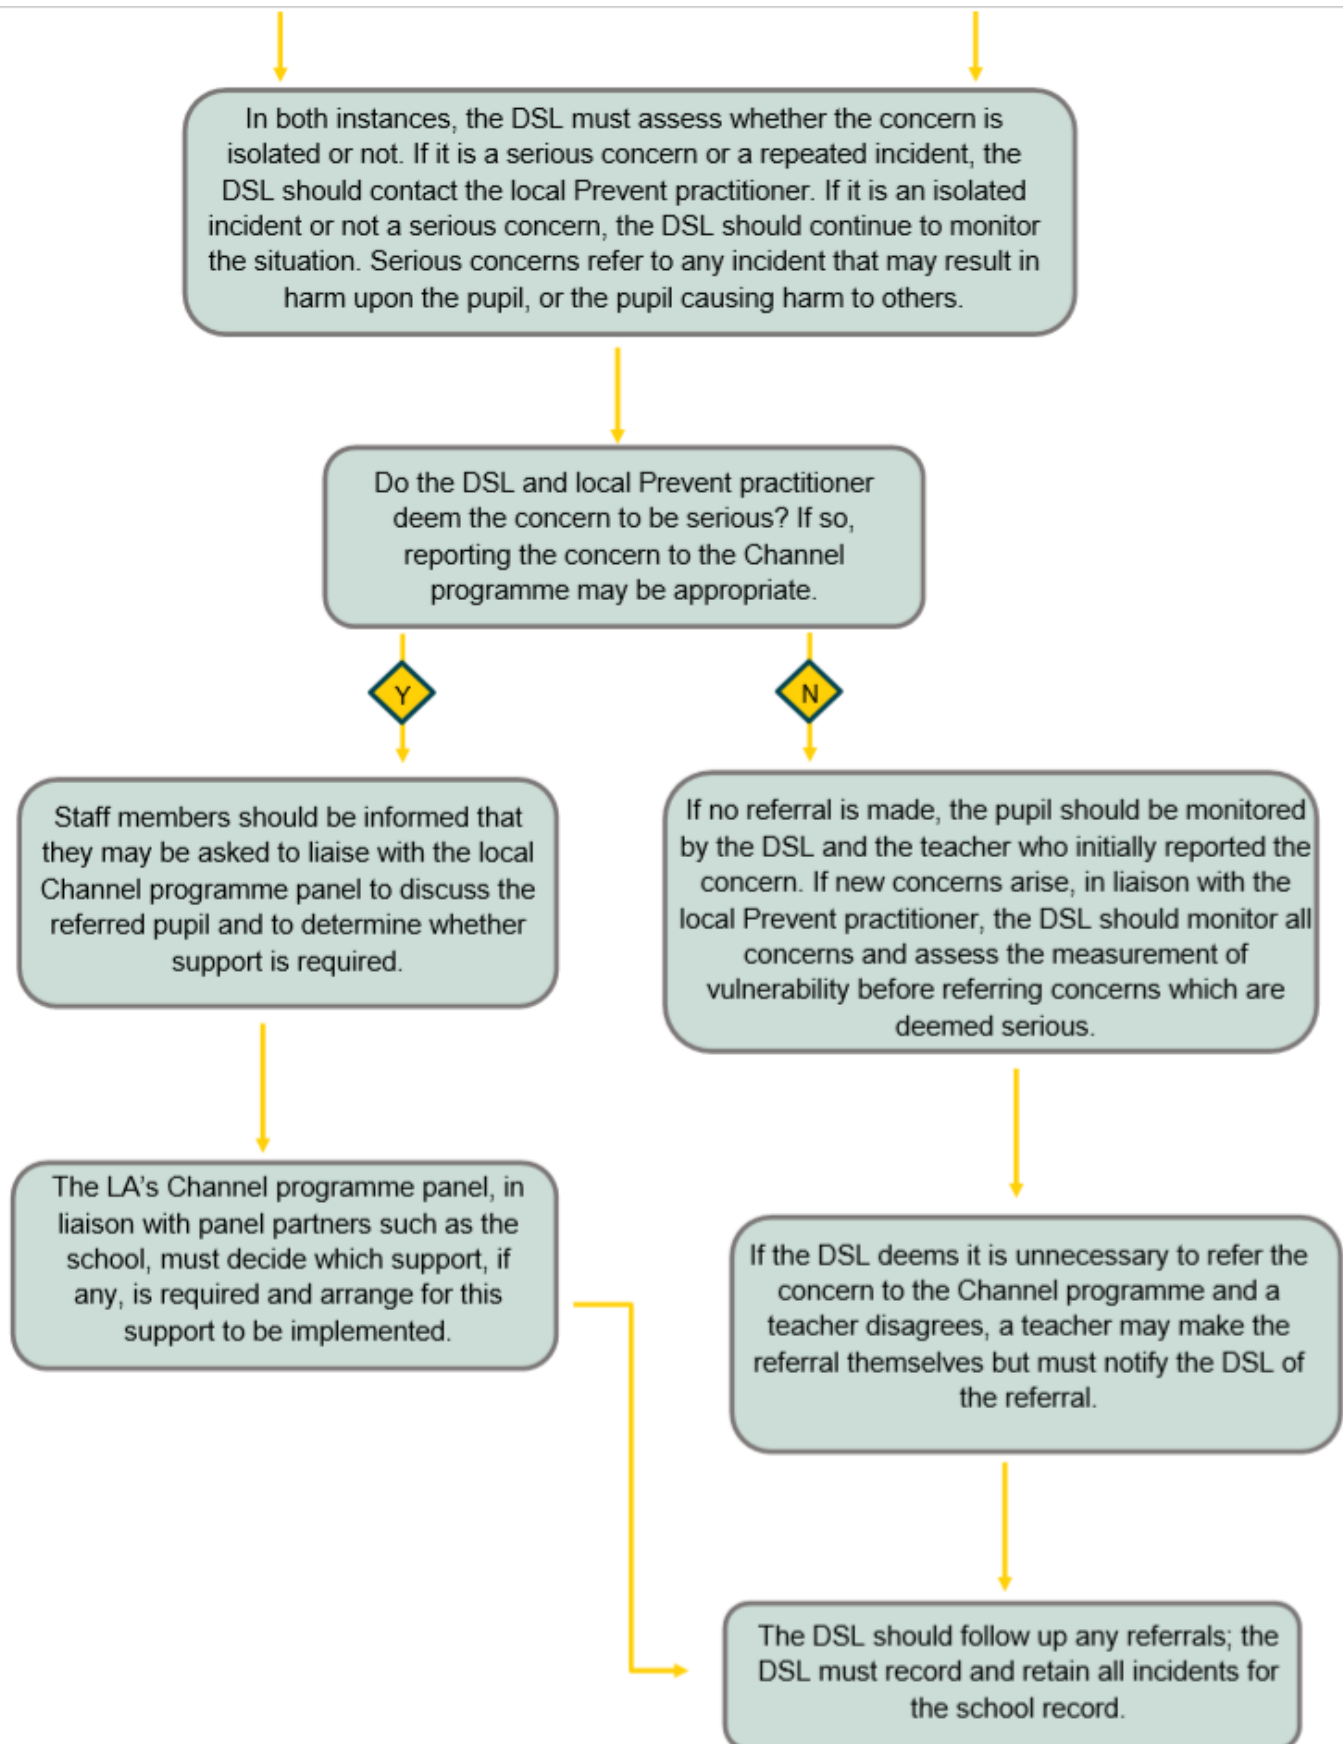 In both instances, the DSL must assess whether the concern is
isolated or not. If it is a serious concern or a repeated incident, the
DSL should contact the local Prevent practitioner. If it is an isolated
incident or not a serious concern, the DSL should continue to monitor
the situation. Serious concerns refer to any incident that may result in
harm upon the pupil, or the pupil causing harm to others.
Do the DSL and local Prevent practitioner
deem the concern to be serious? If so,
reporting the concern to the Channel
programme may be appropriate.
Y
N
Staff members should be informed that
they may be asked to liaise with the local
Channel programme panel to discuss the
referred pupil and to determine whether
support is required.
If no referral is made, the pupil should be monitored
by the DSL and the teacher who initially reported the
concern. If new concerns arise, in liaison with the
local Prevent practitioner, the DSL should monitor all
concerns and assess the measurement of
vulnerability before referring concerns which are
deemed serious.
The LA's Channel programme panel, in
liaison with panel partners such as the
school, must decide which support, if
any, is required and arrange for this
support to be implemented.
If the DSL deems it is unnecessary to refer the
concern to the Channel programme and a
teacher disagrees, a teacher may make the
referral themselves but must notify the DSL of
the referral.
The DSL should follow up any referrals; the
DSL must record and retain all incidents for
the school record.